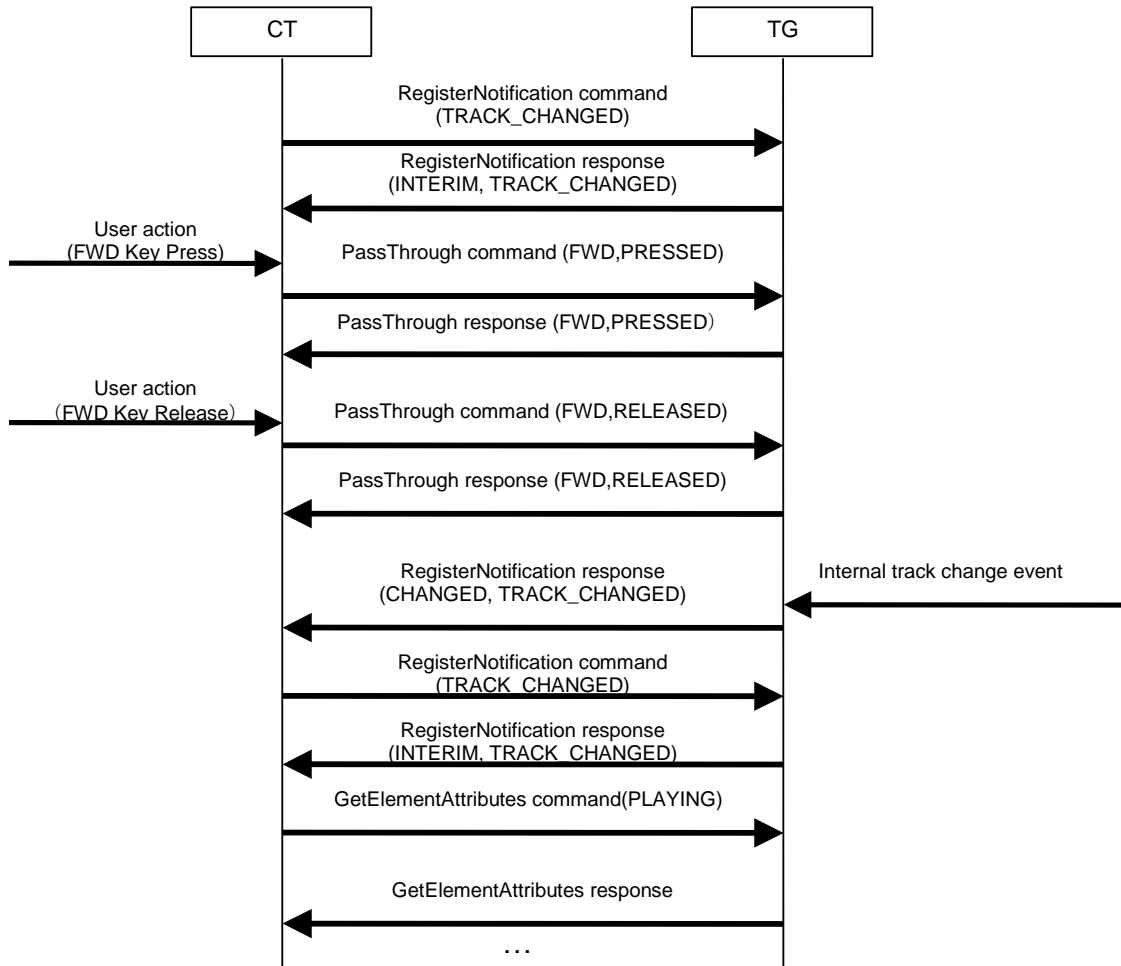 CT
TG
RegisterNotification command
(TRACK_CHANGED)
RegisterNotification response
(INTERIM, TRACK_CHANGED)
User action
(FWD Key Press)
PassThrough command (FWD,PRESSED)
PassThrough response (FWD,PRESSED）
User action
（FWD Key Release）
PassThrough command (FWD,RELEASED)
PassThrough response (FWD,RELEASED)
RegisterNotification response
(CHANGED, TRACK_CHANGED)
Internal track change event
RegisterNotification command
(TRACK_CHANGED)
RegisterNotification response
(INTERIM, TRACK_CHANGED)
GetElementAttributes command(PLAYING)
GetElementAttributes response
...